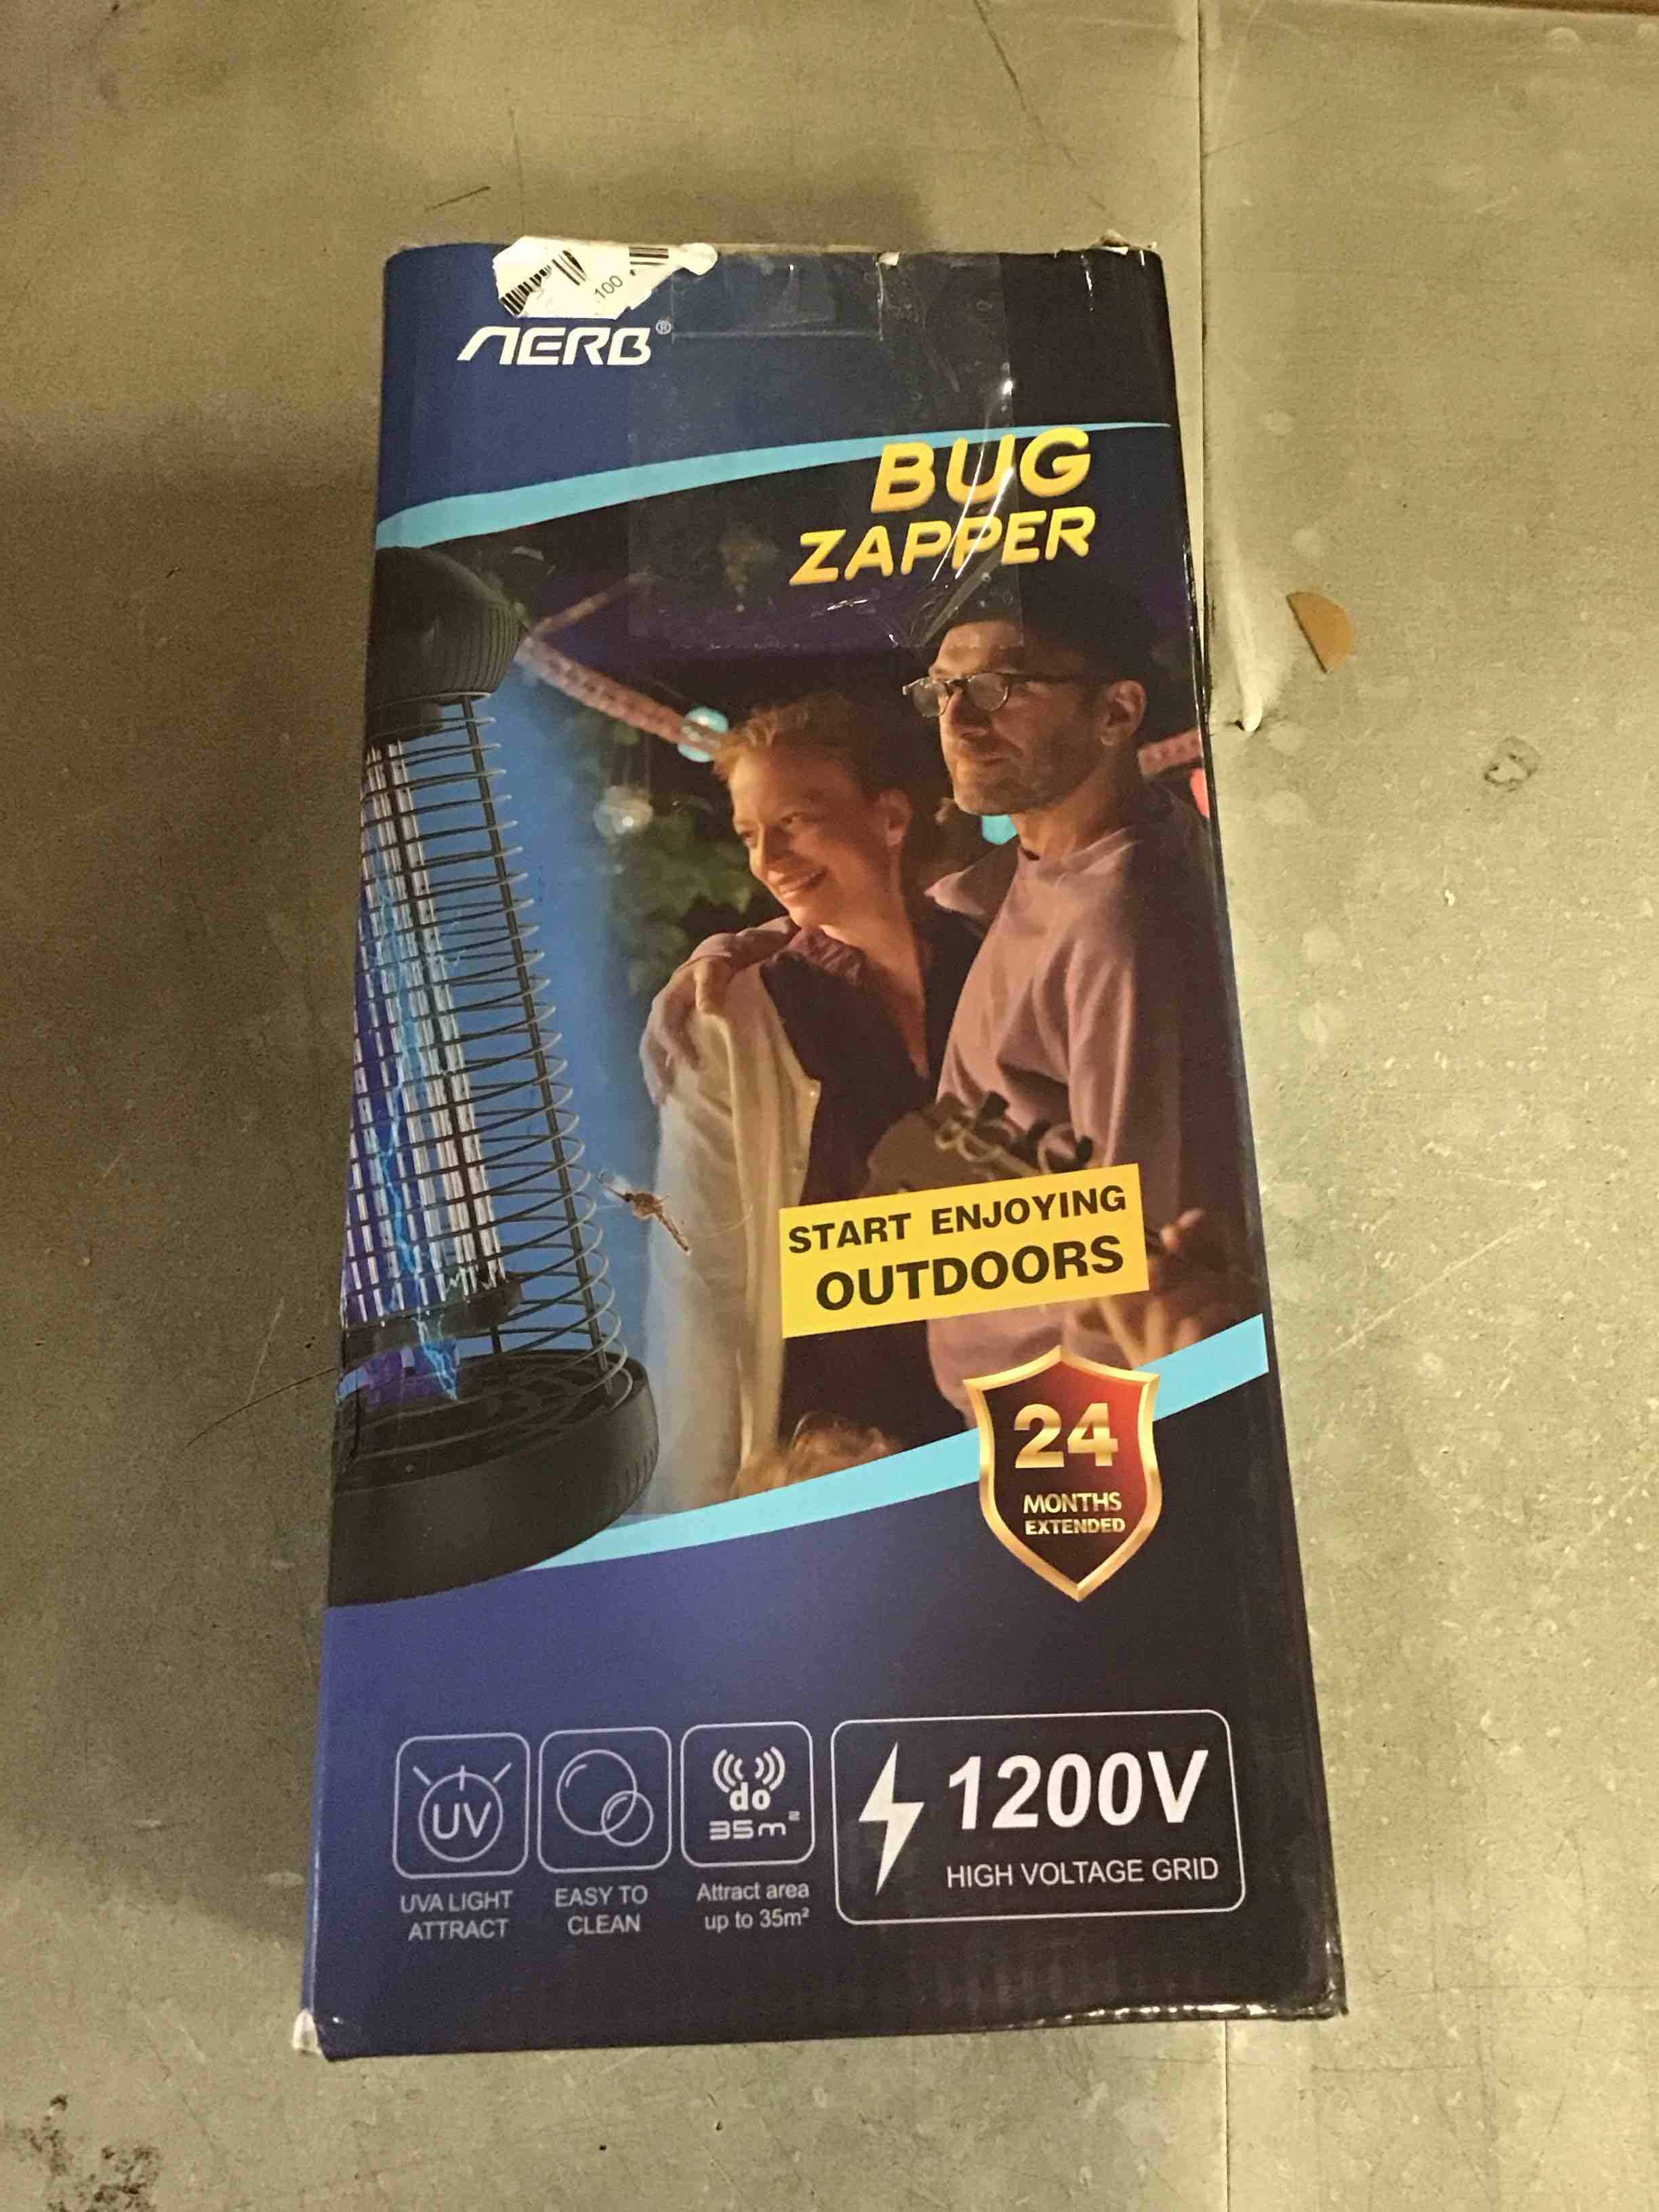 100
AERB®
BUG
ZAPPER
START ENJOYING
OUTDOORS
24
MONTHS
EXTENDED
UV
do
35m²
1200V
HIGH VOLTAGE GRID
UVA LIGHT
ATTRACT
EASY TO
CLEAN
Attract area
up to 35m²